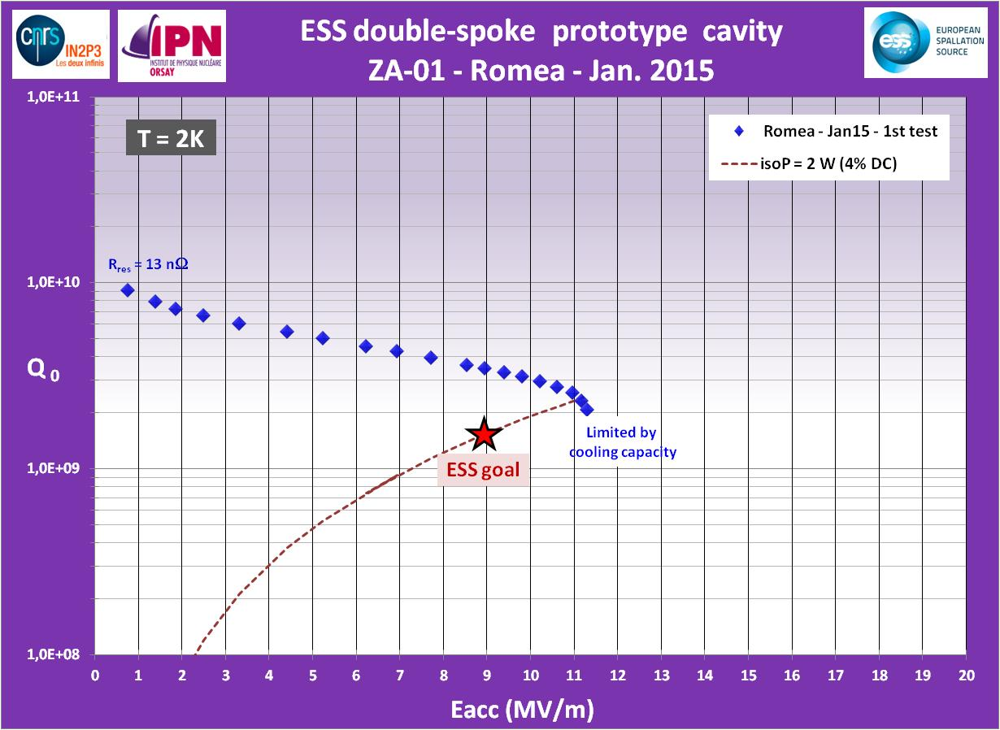 cnrs
IN2P3
Les deux infinis
IPN
INSTITUT DE PHYSIQUE NUCLÉAIRE
ORSAY
ESS double-spoke prototype cavity
ZA-01 - Romea - Jan. 2015
ess
EUROPEAN
SPALLATION
SOURCE
1,0E+11
T = 2K
Romea - Jan15 - 1st test
isoP = 2 W (4% DC)
Rres = 13 nΩ
1,0E+10
Q0
Limited by
cooling capacity
ESS goal
1,0E+09
1,0E+08
0 1 2 3 4 5 6 7 8 9 10 11 12 13 14 15 16 17 18 19 20
Eacc (MV/m)